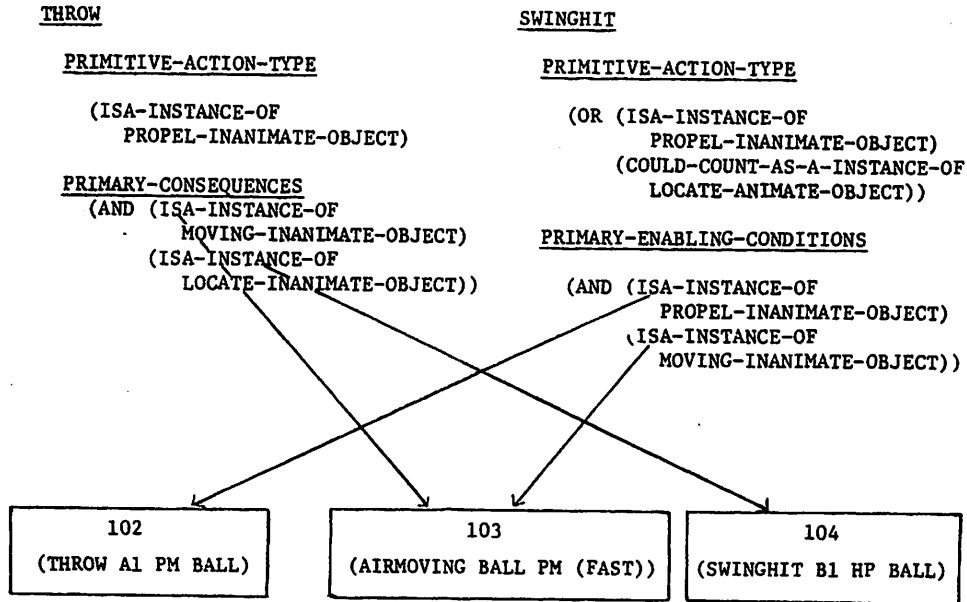 THROW
PRIMITIVE-ACTION-TYPE
(ISA-INSTANCE-OF
PROPEL-INANIMATE-OBJECT)
PRIMARY-CONSEQUENCES
(AND (ISA-INSTANCE-OF
MOVING-INANIMATE-OBJECT)
(ISA-INSTANCE-OF
LOCATE-INANIMATE-OBJECT))
SWINGHIT
PRIMITIVE-ACTION-TYPE
(OR (ISA-INSTANCE-OF
PROPEL-INANIMATE-OBJECT)
(COULD-COUNT-AS-A-INSTANCE-OF
LOCATE-ANIMATE-OBJECT))
PRIMARY-ENABLING-CONDITIONS
(AND (ISA-INSTANCE-OF
PROPEL-INANIMATE-OBJECT)
(ISA-INSTANCE-OF
MOVING-INANIMATE-OBJECT))
102
(THROW A1 PM BALL)
103
(AIRMOVING BALL PM (FAST))
104
(SWINGHIT B1 HP BALL)